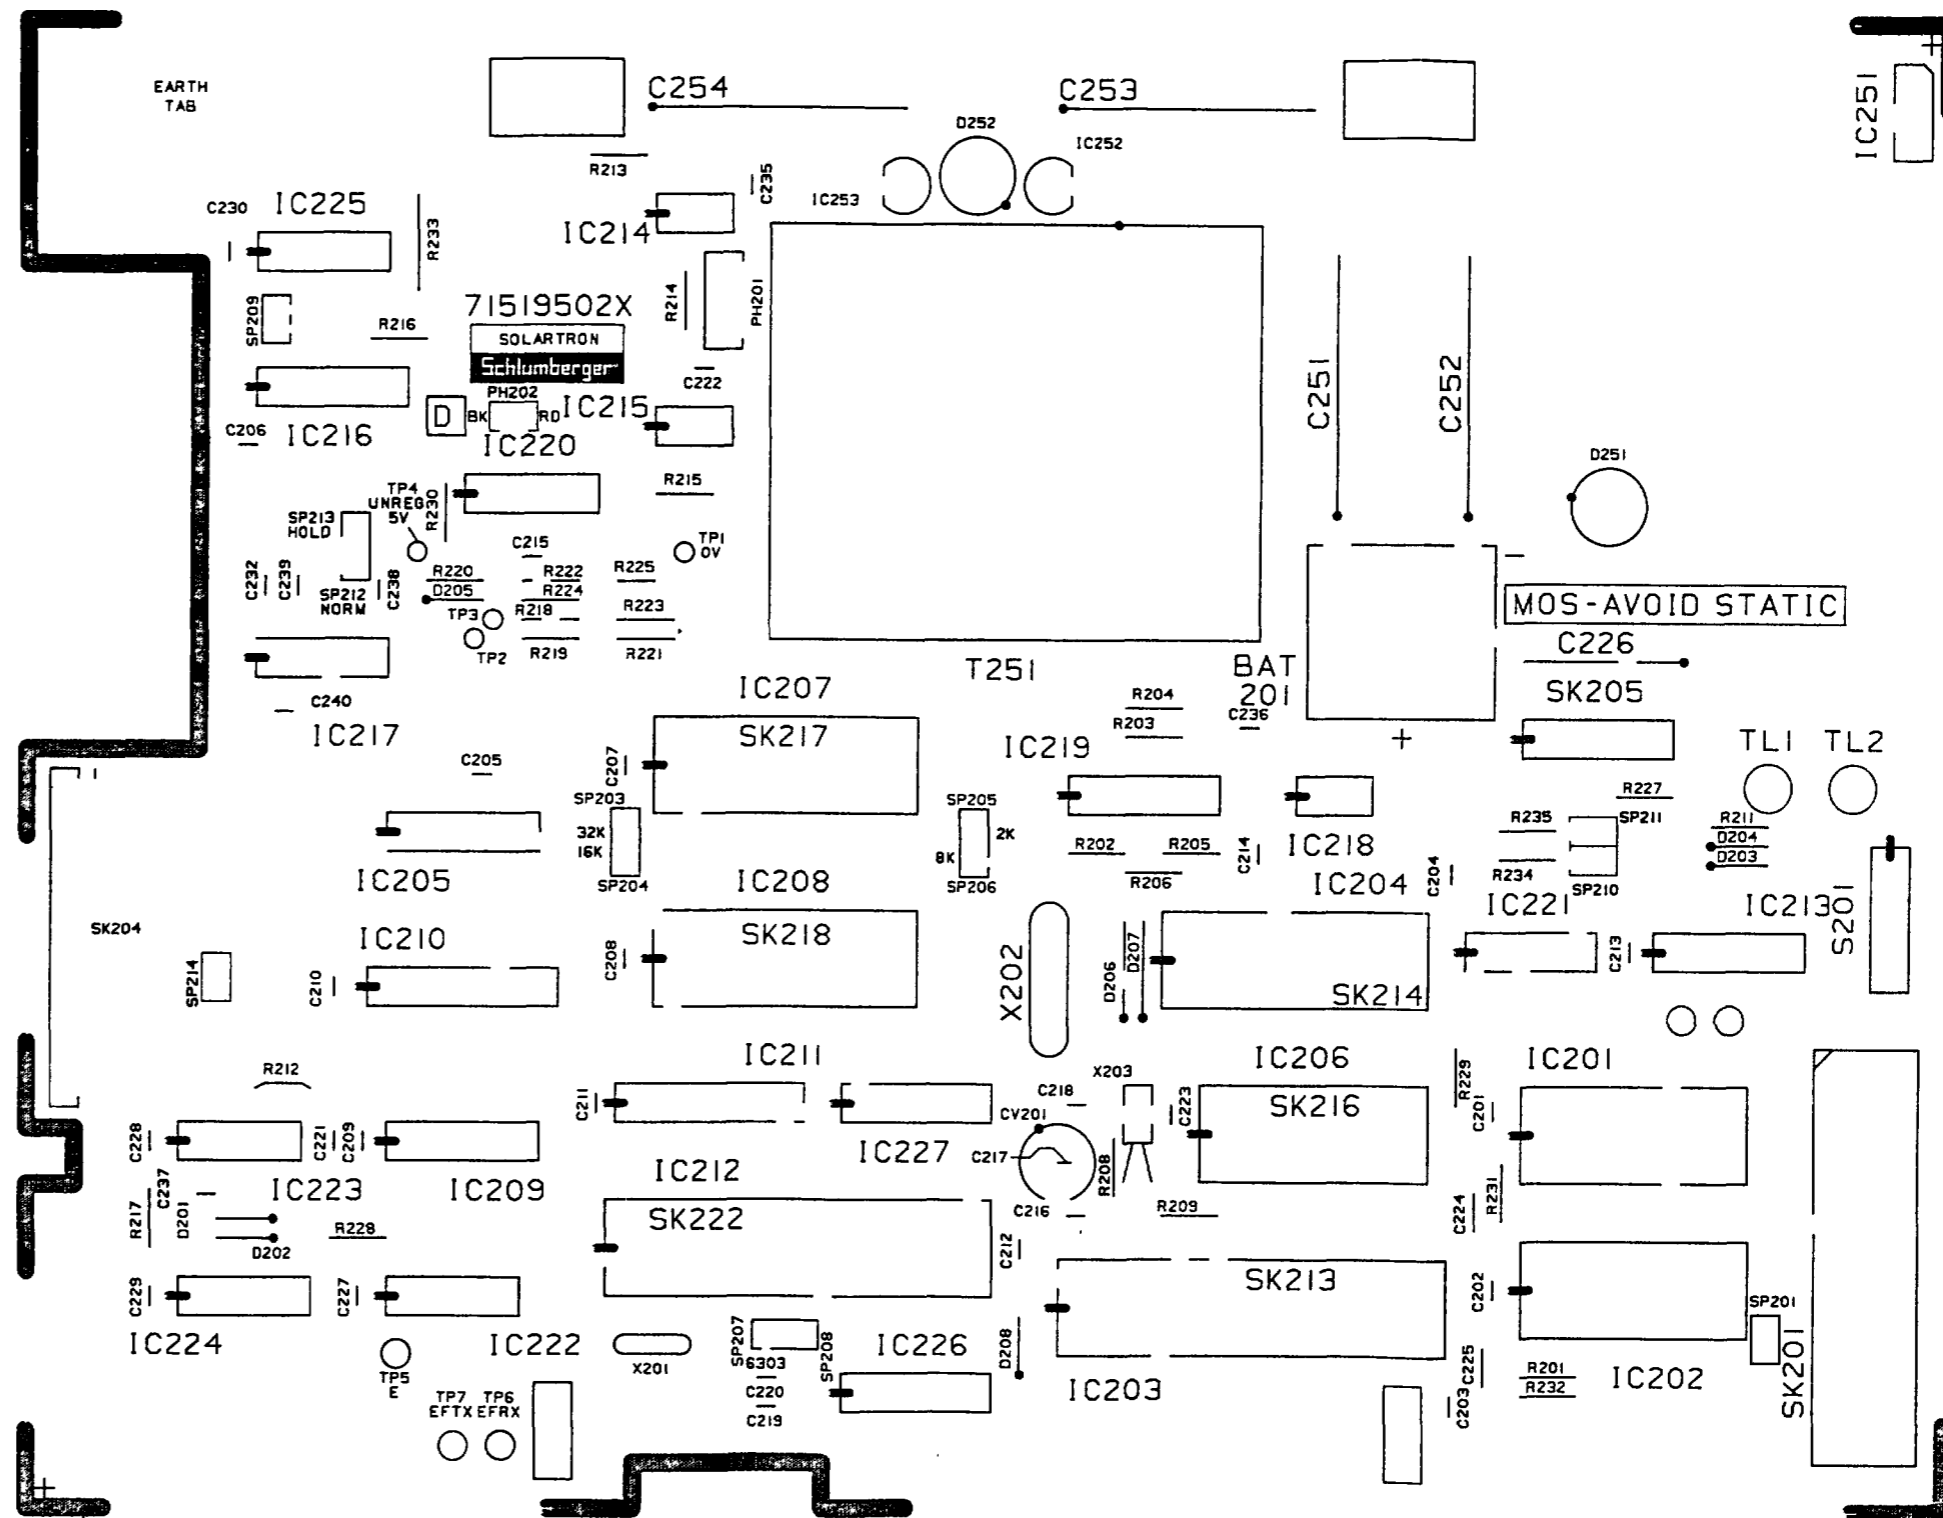 EARTH
TAB
C254
C253
D252
IC252
IC251
R213
C235
IC253
C230
IC225
R233
IC214
R214
PH201
SP209
R216
71519502X
SOLARTRON
Schlumberger
C222
C251
C252
PH202
D
BK
RD
IC215
C206
IC216
IC220
D251
R215
TP4
UNREG
5V
R230
SP213
HOLD
TP1
0V
C215
C232
C239
C238
R220
R222
R225
D205
R224
SP212
NORM
TP3
R218
R223
MOS-AVOID STATIC
TP2
R219
R221
C226
T251
BAT
201
IC207
R204
SK205
C240
IC217
SK217
R203
C236
+
IC219
TL1
TL2
C205
C207
SP203
SP205
R227
32K
16K
2K
8K
R235
SP211
R211
D204
R202
R205
C214
IC218
D203
IC205
SP204
IC208
SP206
R206
IC204
C204
R234
SP210
IC221
IC213
S201
SK204
IC210
SK218
X202
D207
D206
C213
SP214
C210
C208
SK214
IC211
IC206
IC201
R212
X203
R229
C211
C218
C223
SK216
C201
CV201
C228
C221
C209
IC227
C217
R208
C237
IC223
IC209
IC212
R231
R217
D201
SK222
C216
R209
C224
D202
R228
C212
SK213
C229
C227
C202
SP201
IC224
IC222
X201
SP207
SP208
IC226
D208
6303
TP5
E
C220
IC203
C225
R201
R232
IC202
SK201
TP7
EFTX
TP6
EFRX
C219
C203